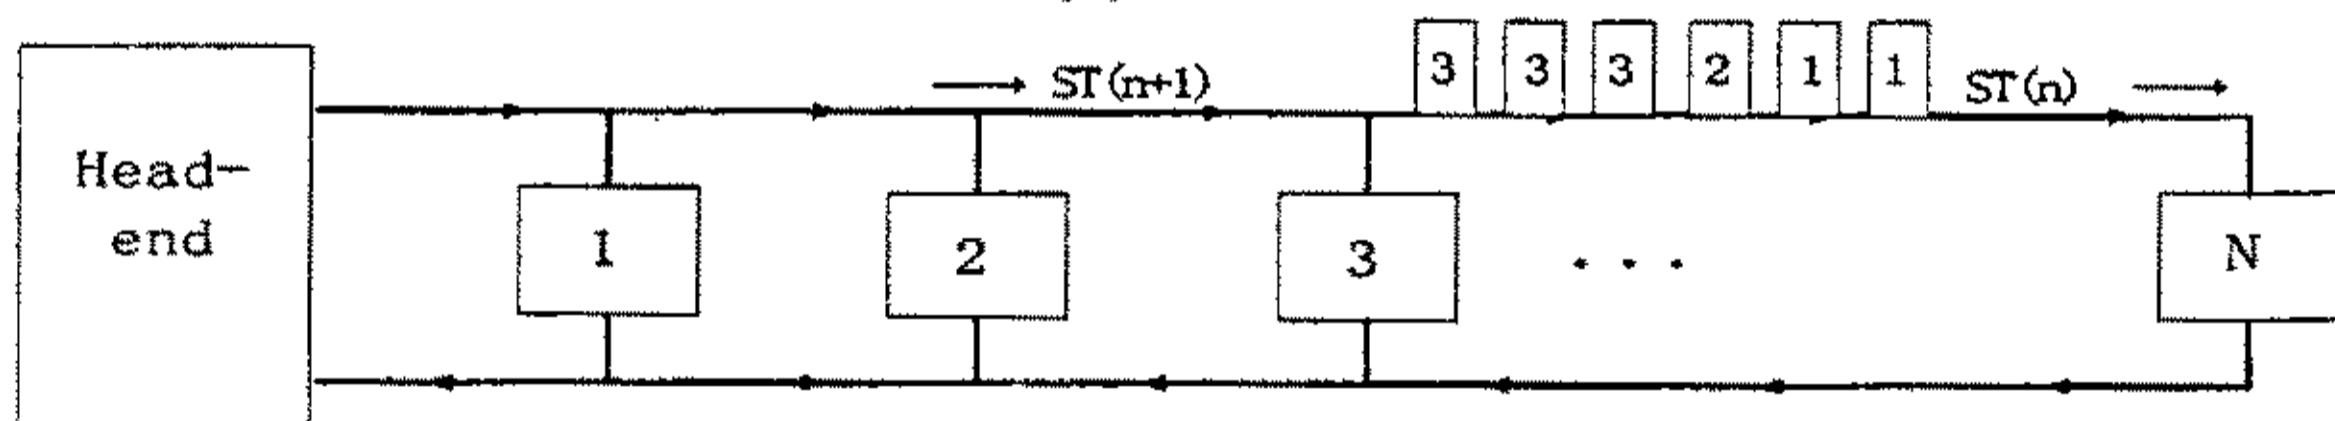 3 3 3 2 1 1
ST(n+1)
ST(n)
Head-
end
1
2
3
. . .
N